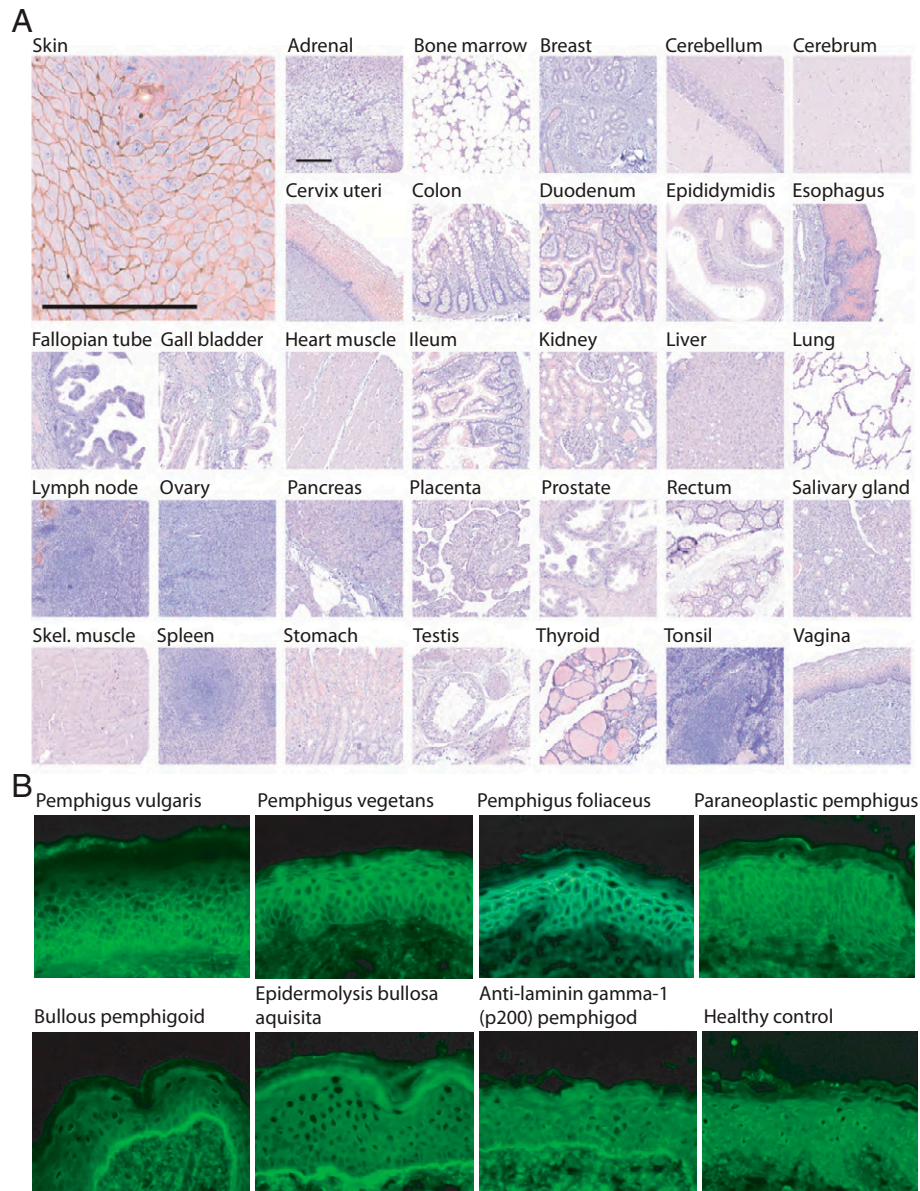 A
Skin
Adrenal
Bone marrow
Breast
Cerebellum
Cerebrum
Cervix uteri
Colon
Duodenum
Epididymidis
Esophagus
Fallopian tube
Gall bladder
Heart muscle
Ileum
Kidney
Liver
Lung
Lymph node
Ovary
Pancreas
Placenta
Prostate
Rectum
Salivary gland
Skel. muscle
Spleen
Stomach
Testis
Thyroid
Tonsil
Vagina
B
Pemphigus vulgaris
Pemphigus vegetans
Pemphigus foliaceus
Paraneoplastic pemphigus
Bullous pemphigoid
Epidermolysis bullosa
aquisita
Anti-laminin gamma-1
(p200) pemphigod
Healthy control